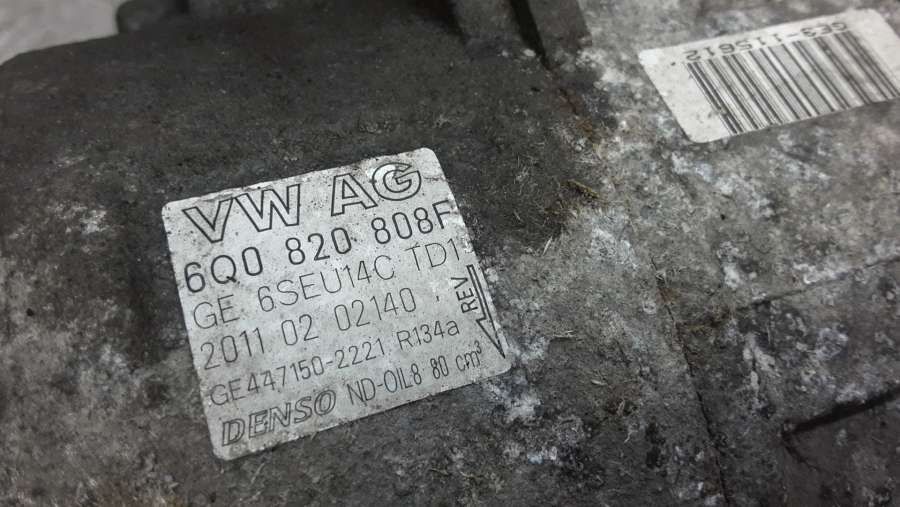 VW AG
6Q0 820 808F
GE 6SEU14C TD15
2011 02 02140
REV
GE447150-2221 R134a
DENSO ND-OIL8 80 cm³